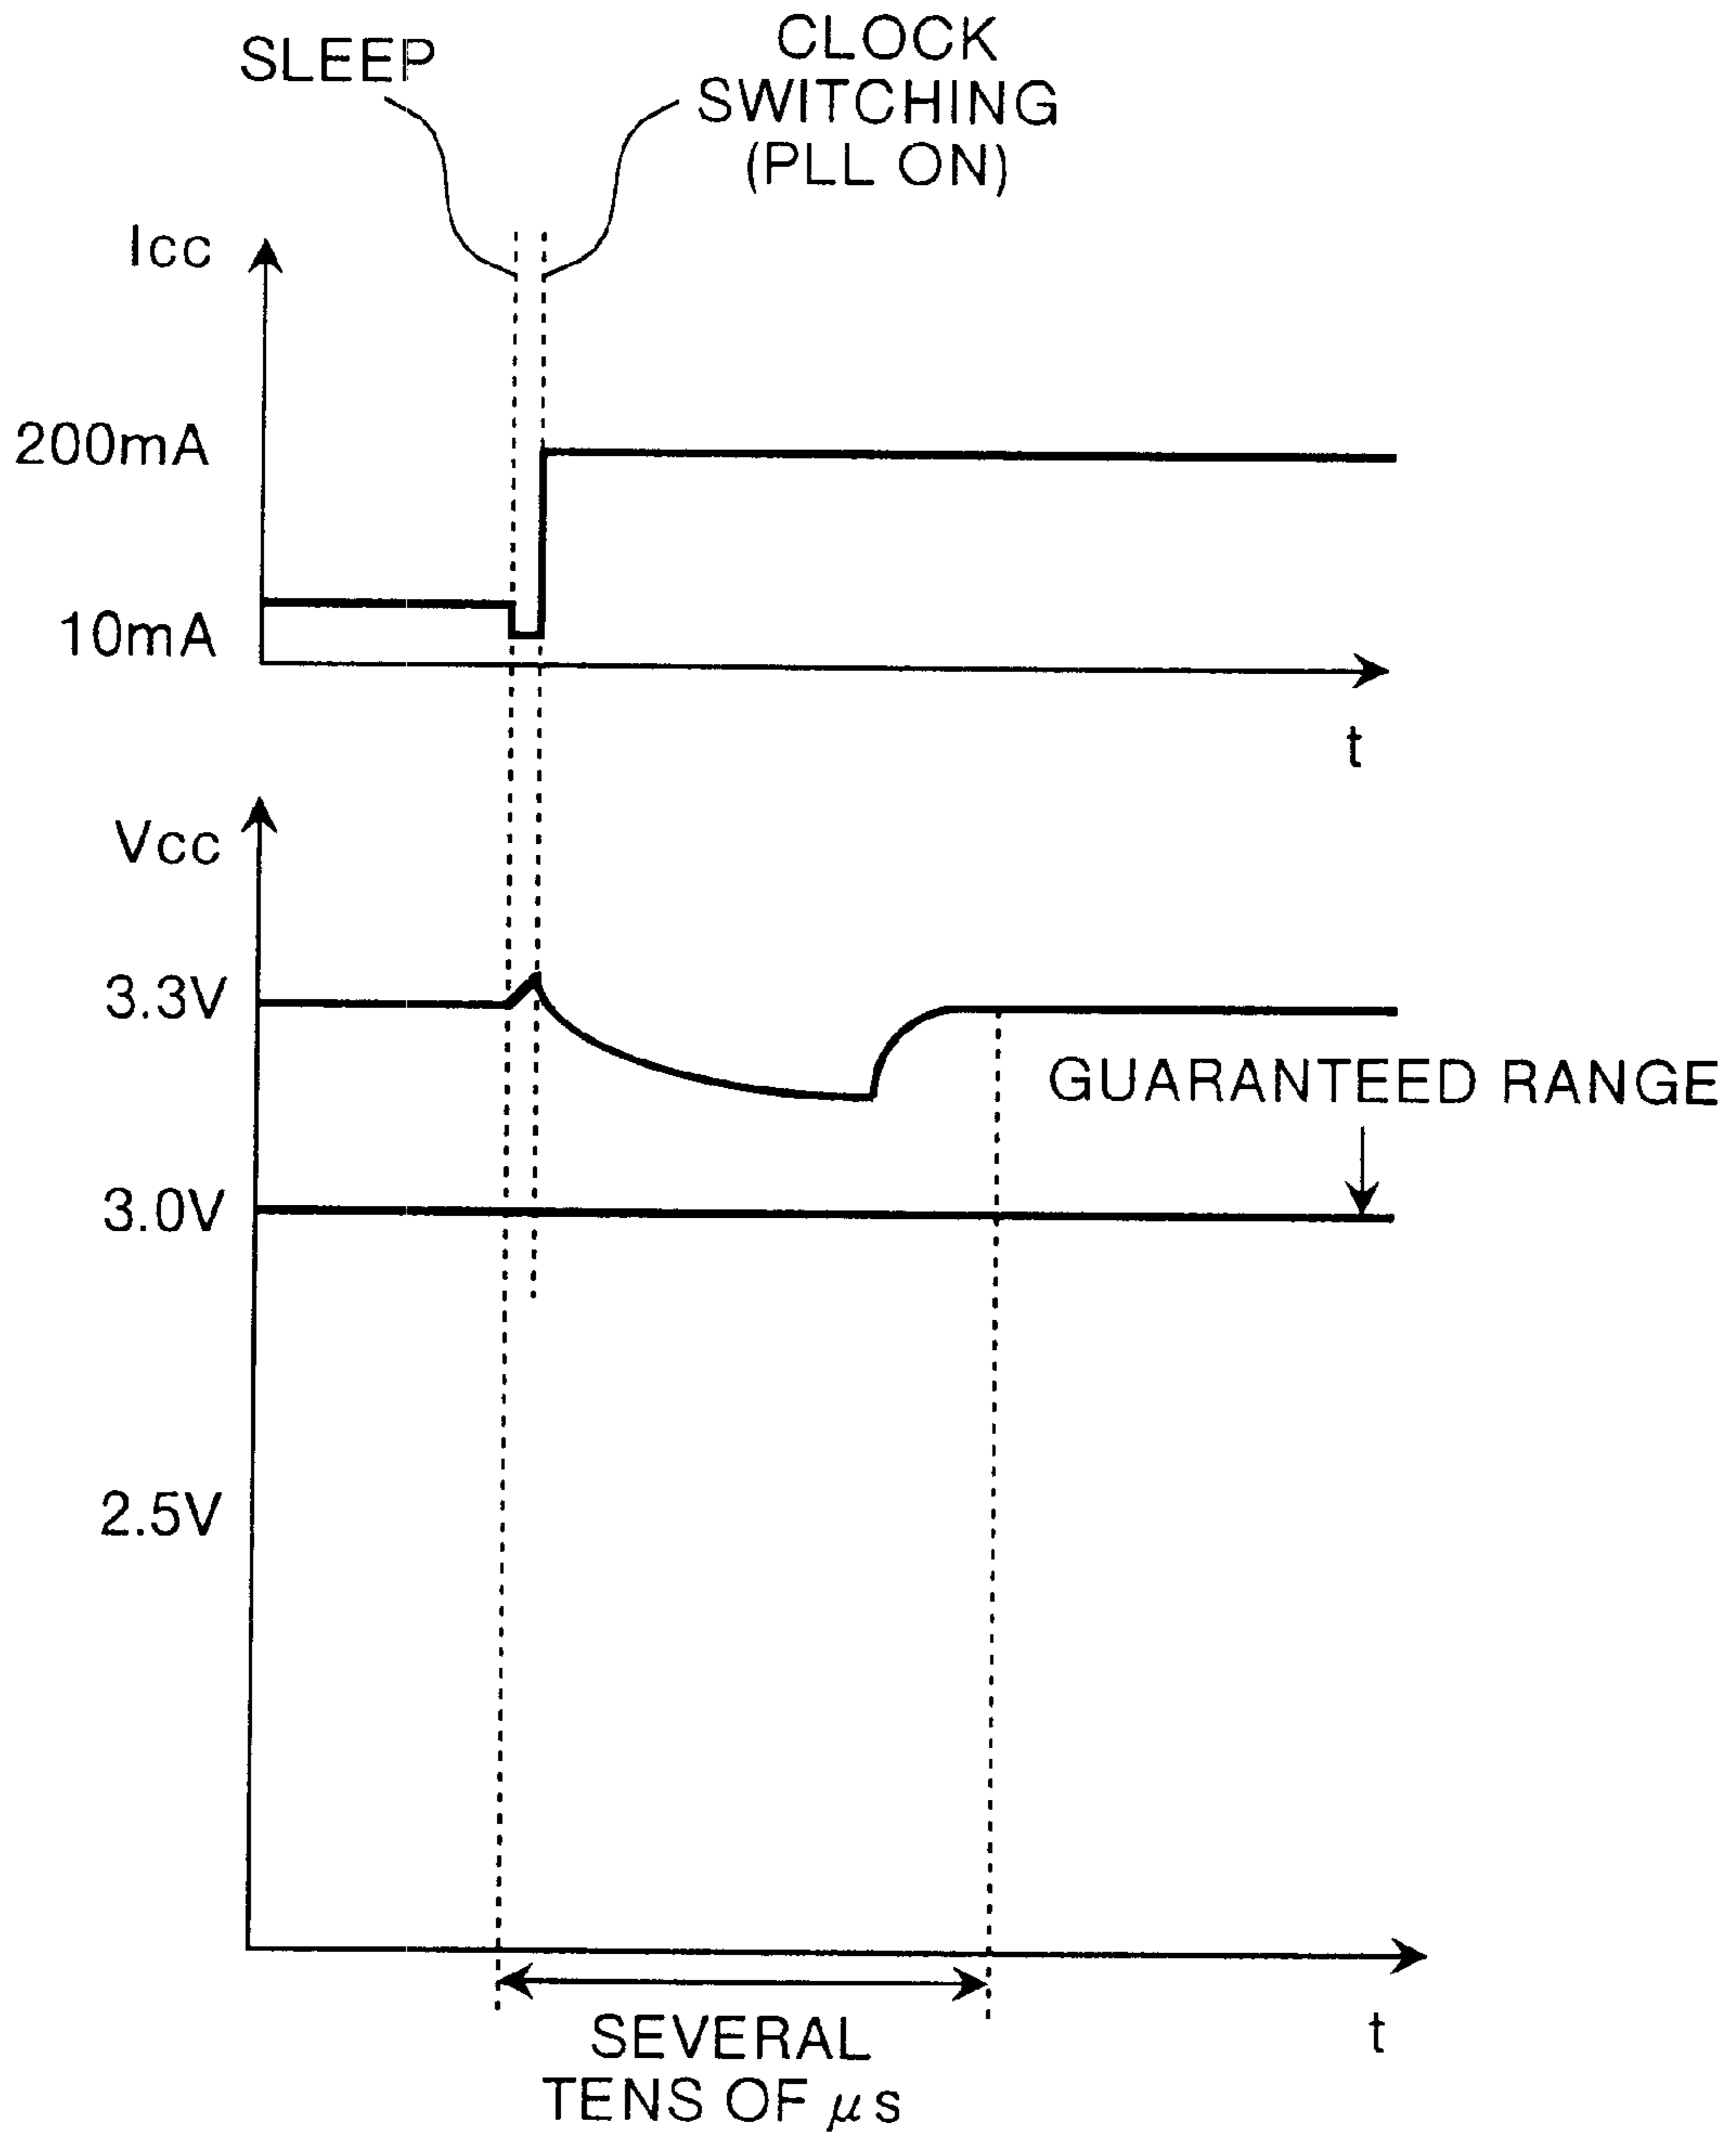 SLEEP
CLOCK
SWITCHING
(PLL ON)
Icc
200mA
10mA
t
Vcc
3.3V
GUARANTEED RANGE
3.0V
2.5V
SEVERAL
TENS OF μs
t